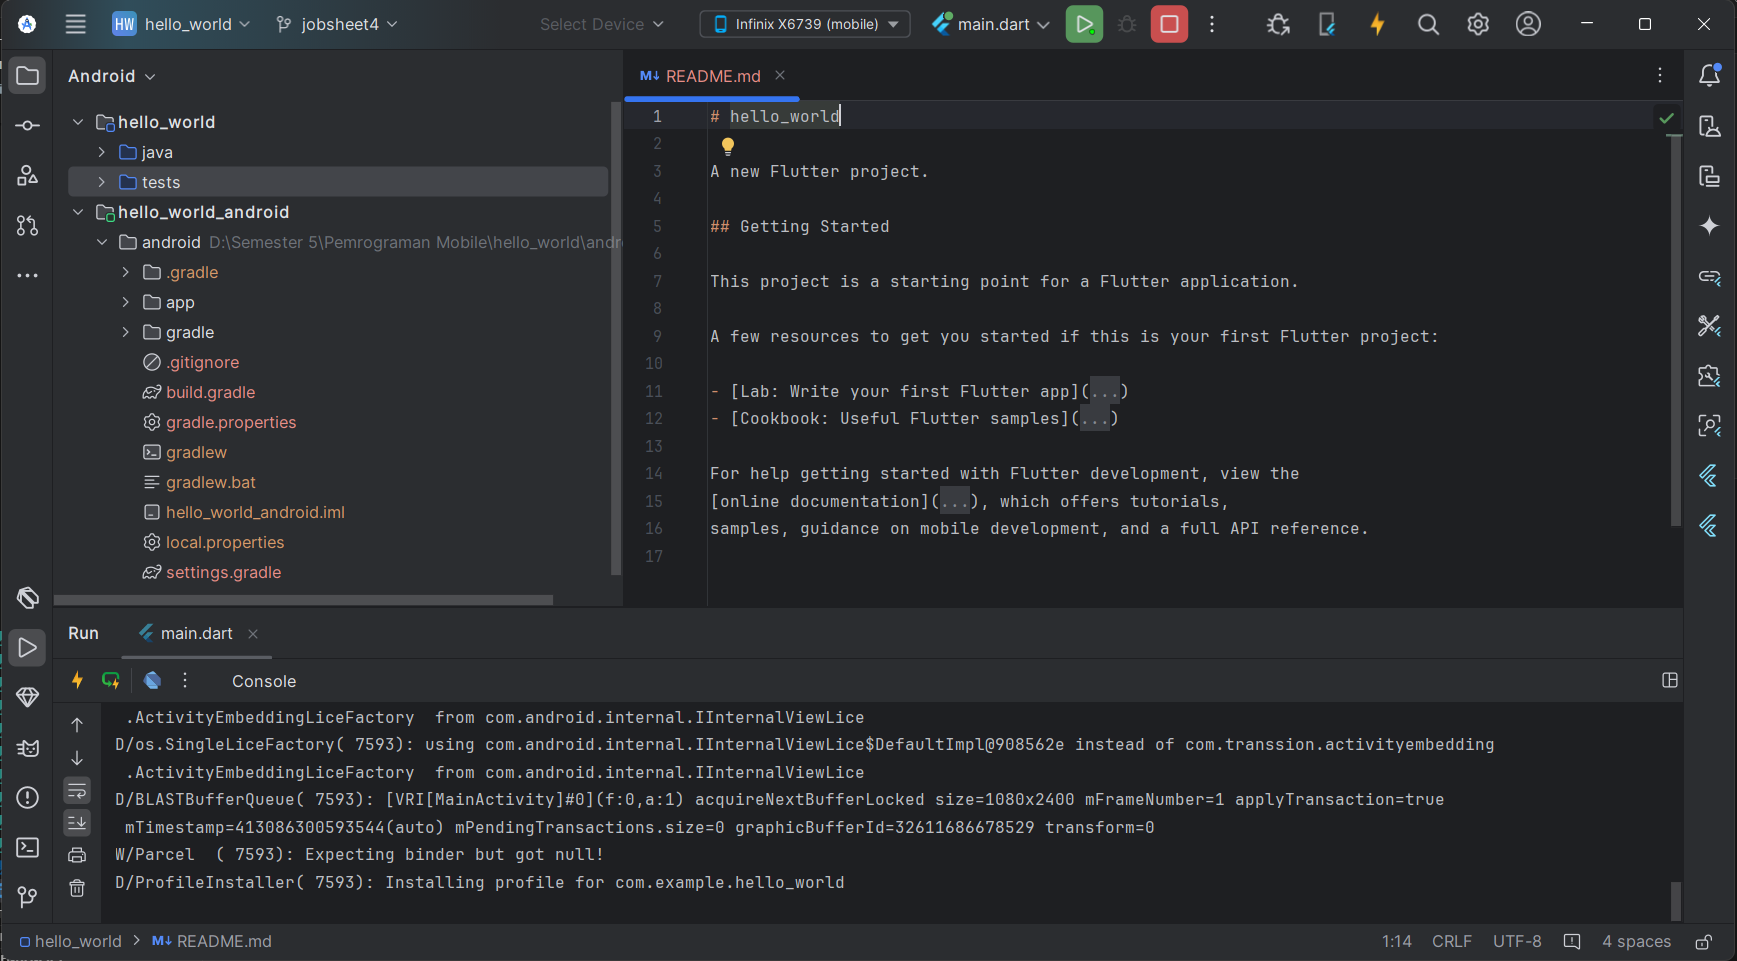 HW hello_world
jobsheet4
Select Device
Infinix X6739 (mobile)
main.dart
Android
hello_world
java
tests
hello_world_android
android D:\Semester 5\Pemrograman Mobile\hello_world\andr
.gradle
app
gradle
.gitignore
build.gradle
gradle.properties
gradlew
gradlew.bat
hello_world_android.iml
local.properties
settings.gradle
M↓ README.md
1 # hello_world
2
3 A new Flutter project.
4
5 ## Getting Started
6
7 This project is a starting point for a Flutter application.
8
9 A few resources to get you started if this is your first Flutter project:
10
11 - [Lab: Write your first Flutter app](...)
12 - [Cookbook: Useful Flutter samples](...)
13
14 For help getting started with Flutter development, view the
15 [online documentation](...), which offers tutorials,
16 samples, guidance on mobile development, and a full API reference.
17
Run main.dart
Console
.ActivityEmbeddingLiceFactory  from com.android.internal.IInternalViewLice
D/os.SingleLiceFactory( 7593): using com.android.internal.IInternalViewLice$DefaultImpl@908562e instead of com.transsion.activityembedding
.ActivityEmbeddingLiceFactory  from com.android.internal.IInternalViewLice
D/BLASTBufferQueue( 7593): [VRI[MainActivity]#0](f:0,a:1) acquireNextBufferLocked size=1080x2400 mFrameNumber=1 applyTransaction=true
mTimestamp=413086300593544(auto) mPendingTransactions.size=0 graphicBufferId=32611686678529 transform=0
W/Parcel  ( 7593): Expecting binder but got null!
D/ProfileInstaller( 7593): Installing profile for com.example.hello_world
hello_world > M↓ README.md
1:14 CRLF UTF-8 4 spaces